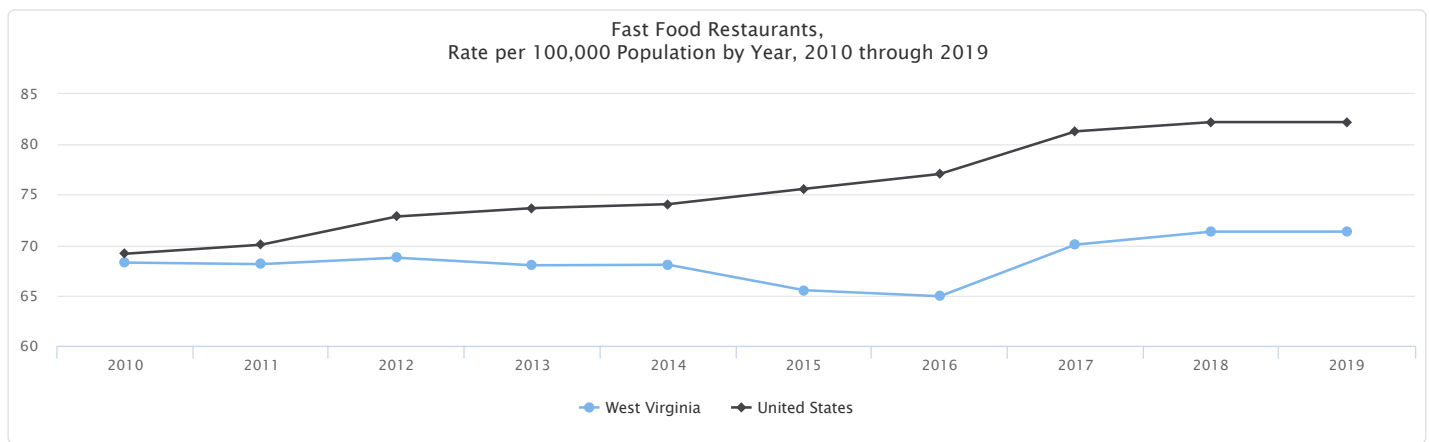 Fast Food Restaurants,
Rate per 100,000 Population by Year, 2010 through 2019
85
80
75
70
65
60
2010 2011 2012 2013 2014 2015 2016 2017 2018 2019
West Virginia United States